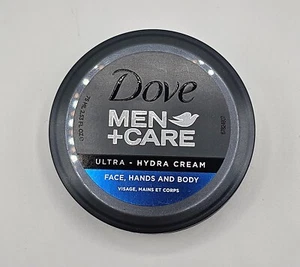 Dove
MEN
+CARE
ULTRA - HYDRA CREAM
FACE, HANDS AND BODY
VISAGE, MAINS ET CORPS